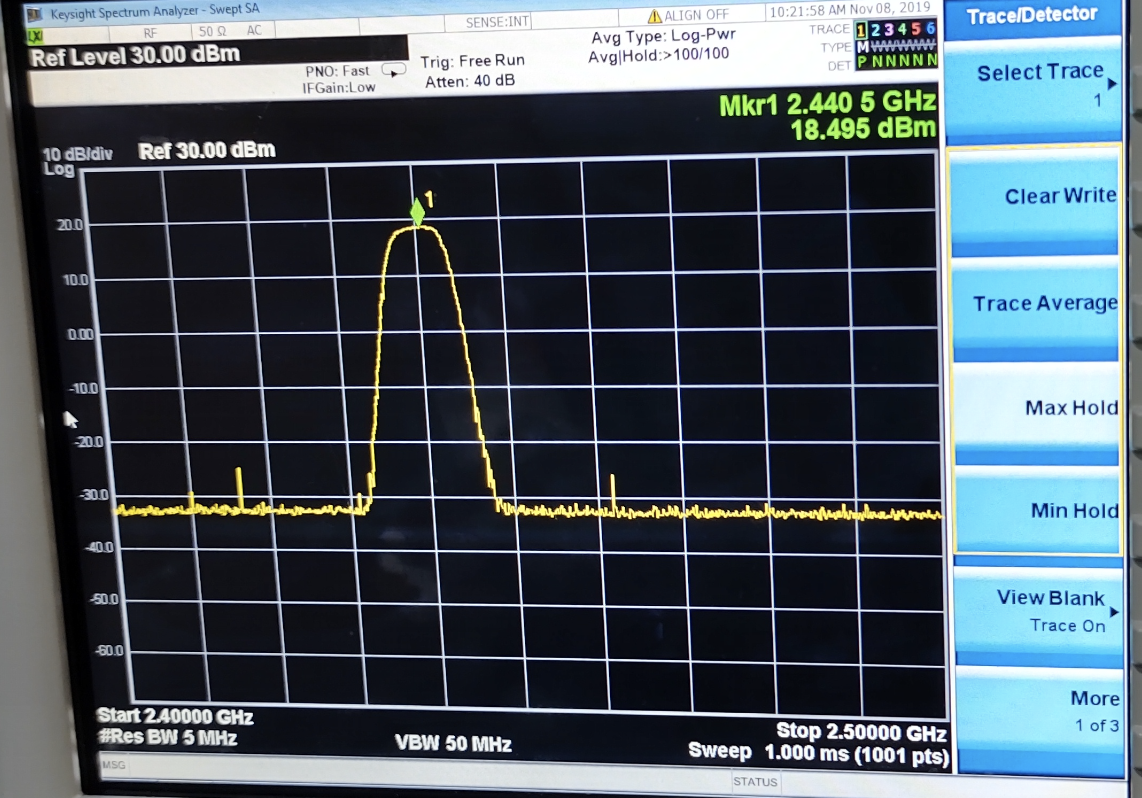 Keysight Spectrum Analyzer - Swept SA
LXI
RF
50 Ω
AC
SENSE:INT
ALIGN OFF
10:21:58 AM Nov 08, 2019
Ref Level 30.00 dBm
PNO: Fast
IFGain:Low
Trig: Free Run
Atten: 40 dB
Avg Type: Log-Pwr
Avg|Hold:>100/100
TRACE 1 2 3 4 5 6
TYPE M WWWWW
DET P N N N N N
Mkr1 2.440 5 GHz
18.495 dBm
10 dB/div
Log
Ref 30.00 dBm
1
20.0
10.0
0.00
-10.0
-20.0
-30.0
-40.0
-50.0
-60.0
Start 2.40000 GHz
#Res BW 5 MHz
VBW 50 MHz
Stop 2.50000 GHz
Sweep 1.000 ms (1001 pts)
MSG
STATUS
Trace/Detector
Select Trace
1
Clear Write
Trace Average
Max Hold
Min Hold
View Blank
Trace On
More
1 of 3